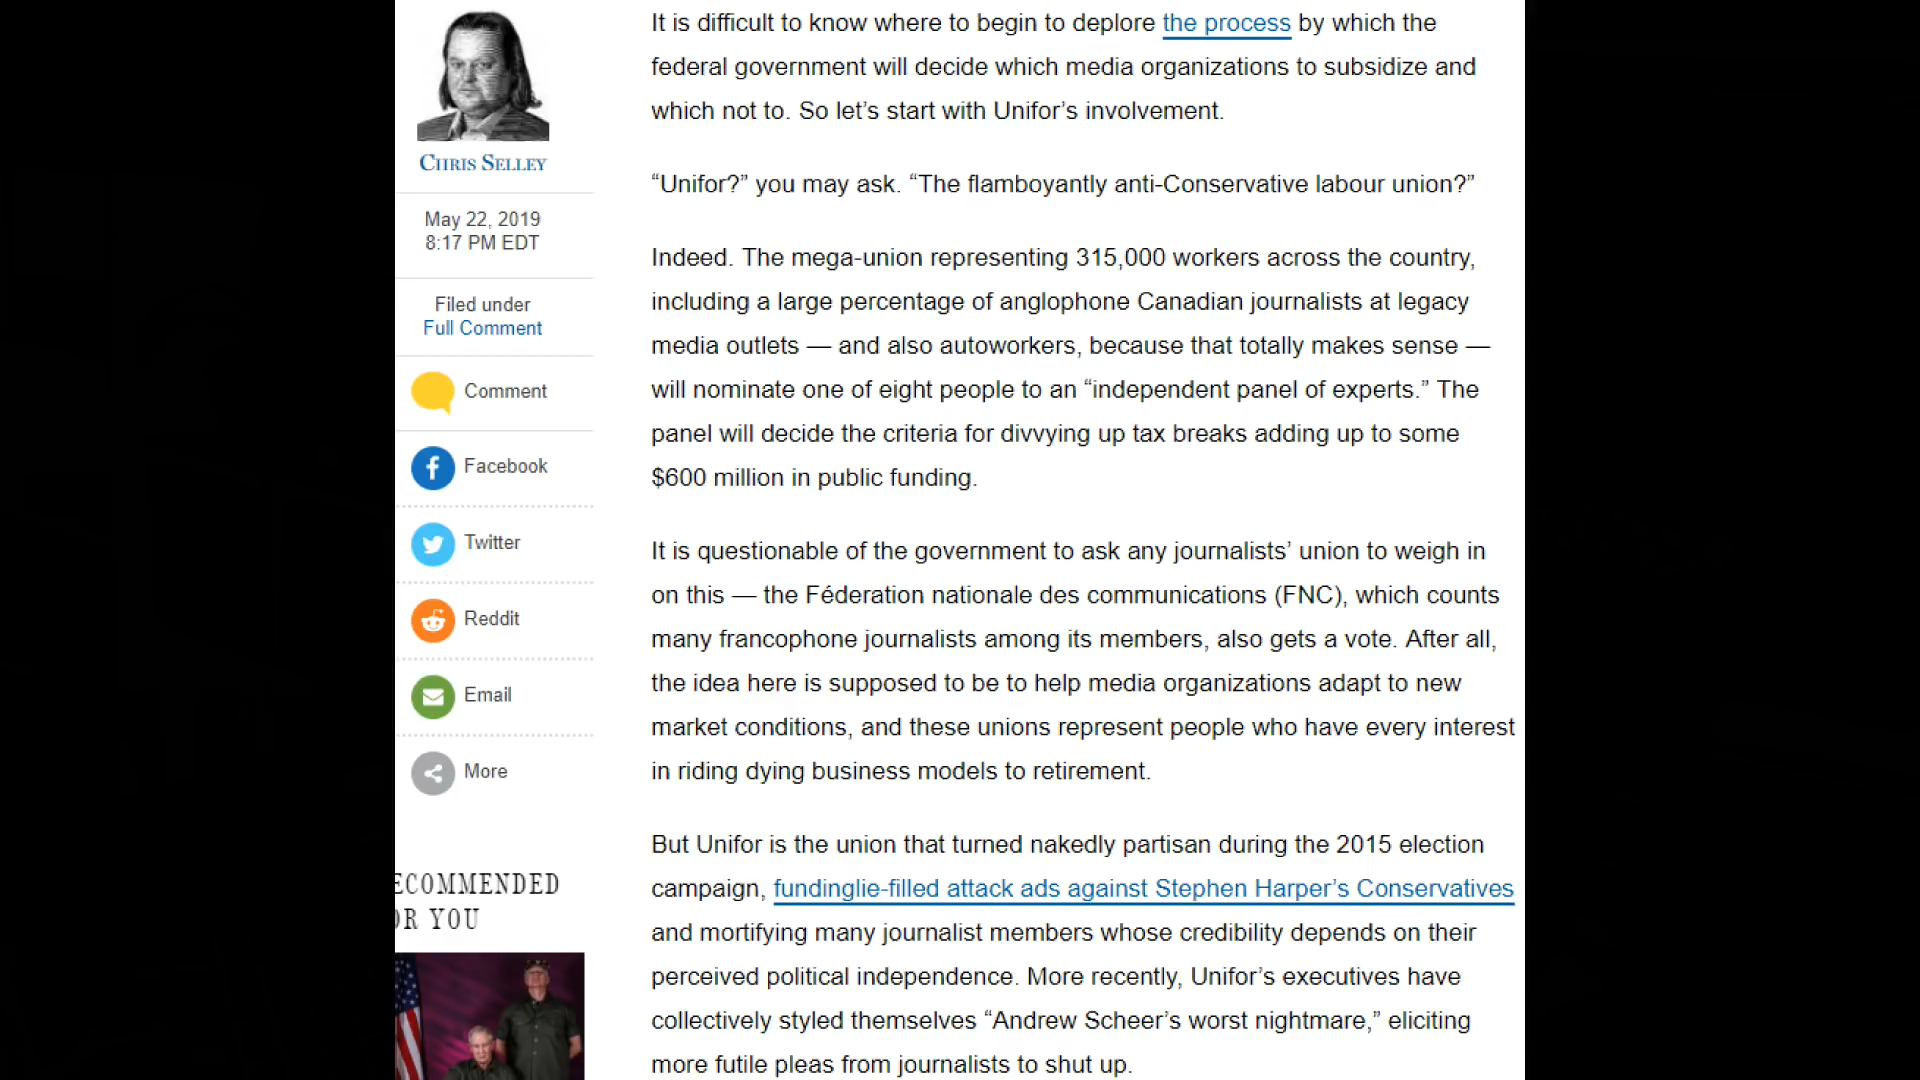 CHRIS SELLEY
May 22, 2019
8:17 PM EDT
Filed under
Full Comment
Comment
Facebook
Twitter
Reddit
Email
More
ECOMMENDED
OR YOU
It is difficult to know where to begin to deplore the process by which the
federal government will decide which media organizations to subsidize and
which not to. So let’s start with Unifor’s involvement.
“Unifor?” you may ask. “The flamboyantly anti-Conservative labour union?”
Indeed. The mega-union representing 315,000 workers across the country,
including a large percentage of anglophone Canadian journalists at legacy
media outlets — and also autoworkers, because that totally makes sense —
will nominate one of eight people to an “independent panel of experts.” The
panel will decide the criteria for divvying up tax breaks adding up to some
$600 million in public funding.
It is questionable of the government to ask any journalists’ union to weigh in
on this — the Féderation nationale des communications (FNC), which counts
many francophone journalists among its members, also gets a vote. After all,
the idea here is supposed to be to help media organizations adapt to new
market conditions, and these unions represent people who have every interest
in riding dying business models to retirement.
But Unifor is the union that turned nakedly partisan during the 2015 election
campaign, fundinglie-filled attack ads against Stephen Harper’s Conservatives
and mortifying many journalist members whose credibility depends on their
perceived political independence. More recently, Unifor’s executives have
collectively styled themselves “Andrew Scheer’s worst nightmare,” eliciting
more futile pleas from journalists to shut up.